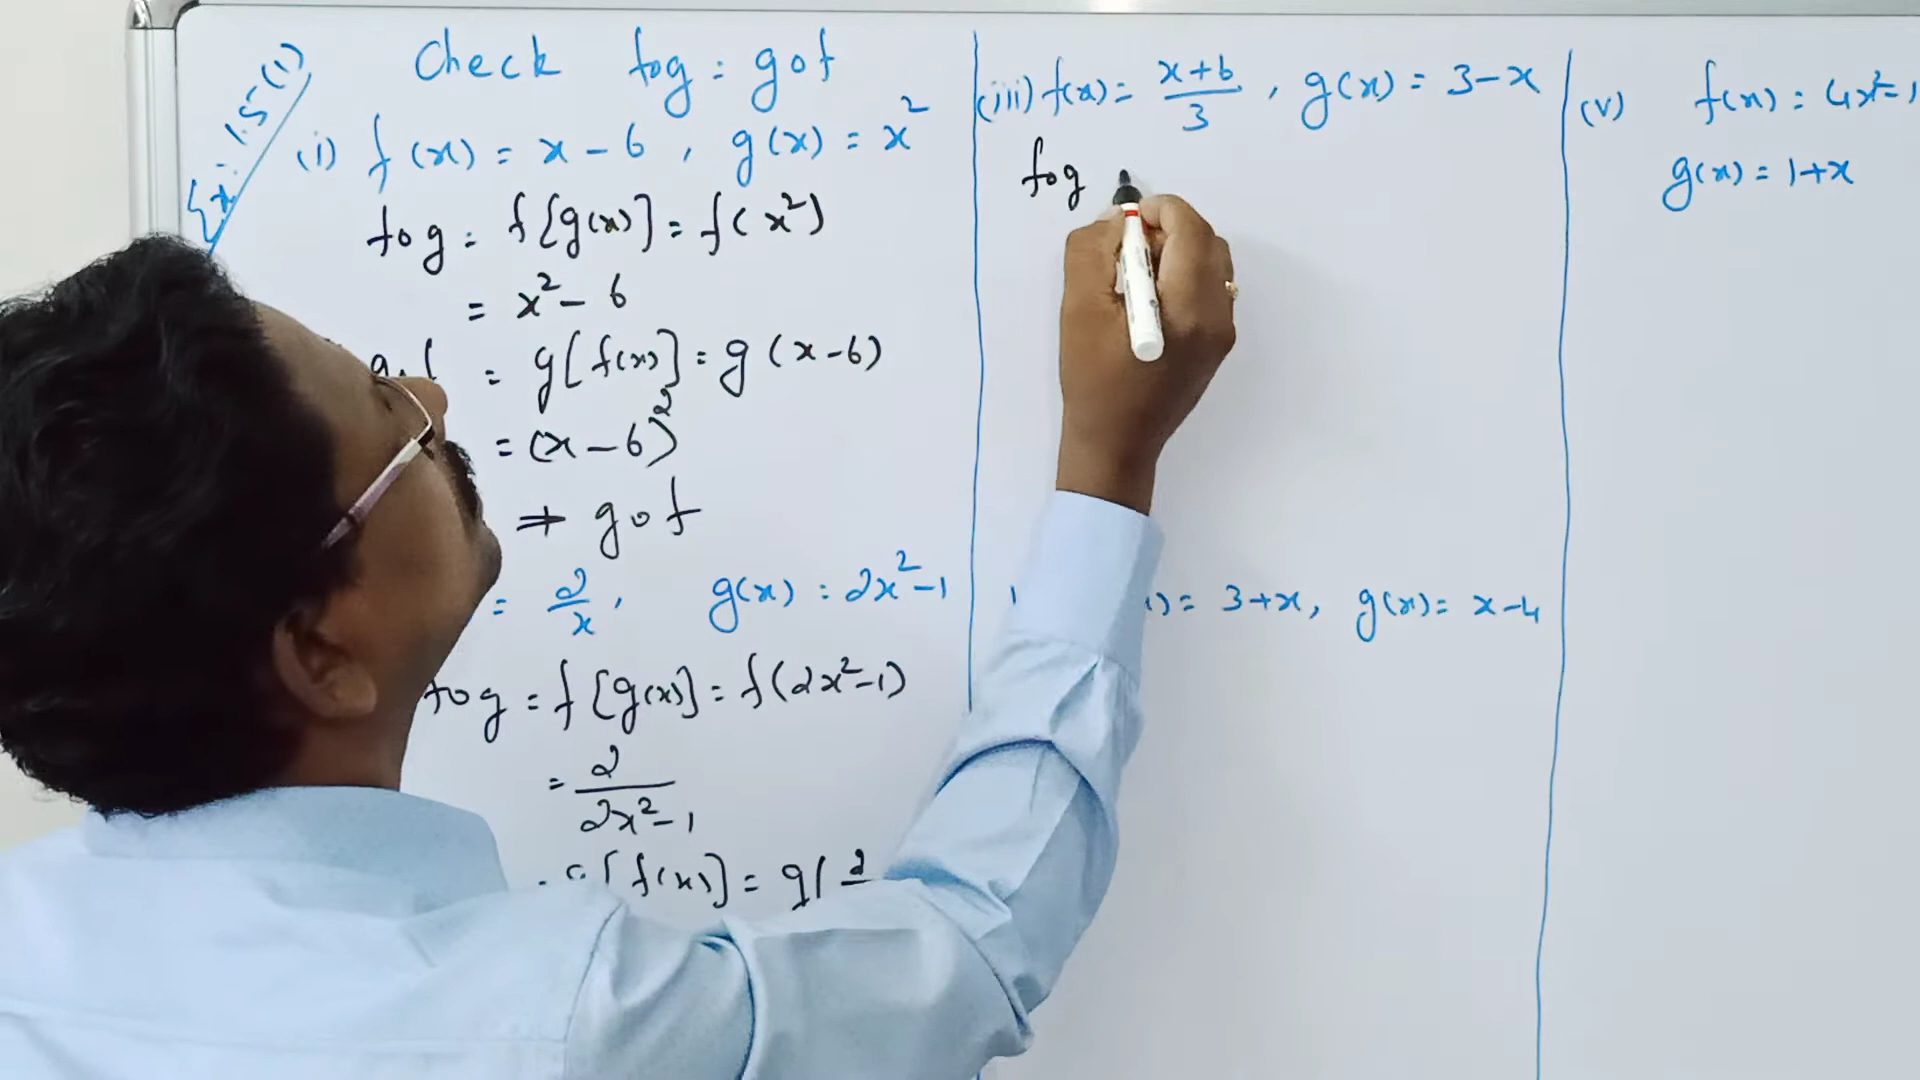 Ex:- 1.5 (1)
Check fog = gof
(i) f(x) = x - 6 , g(x) = x²
fog = f[g(x)] = f(x²)
= x² - 6
= g[f(x)] = g(x-6)
= (x-6)²
≠ gof
= 2/x , g(x) = 2x²-1
fog = f[g(x)] = f(2x²-1)
= 2/(2x²-1)
[f(x)] = g(2
(iii) f(x) = (x+6)/3 , g(x) = 3-x
fog
= 3+x, g(x) = x-4
(v) f(x) = 4x²-1
g(x) = 1+x